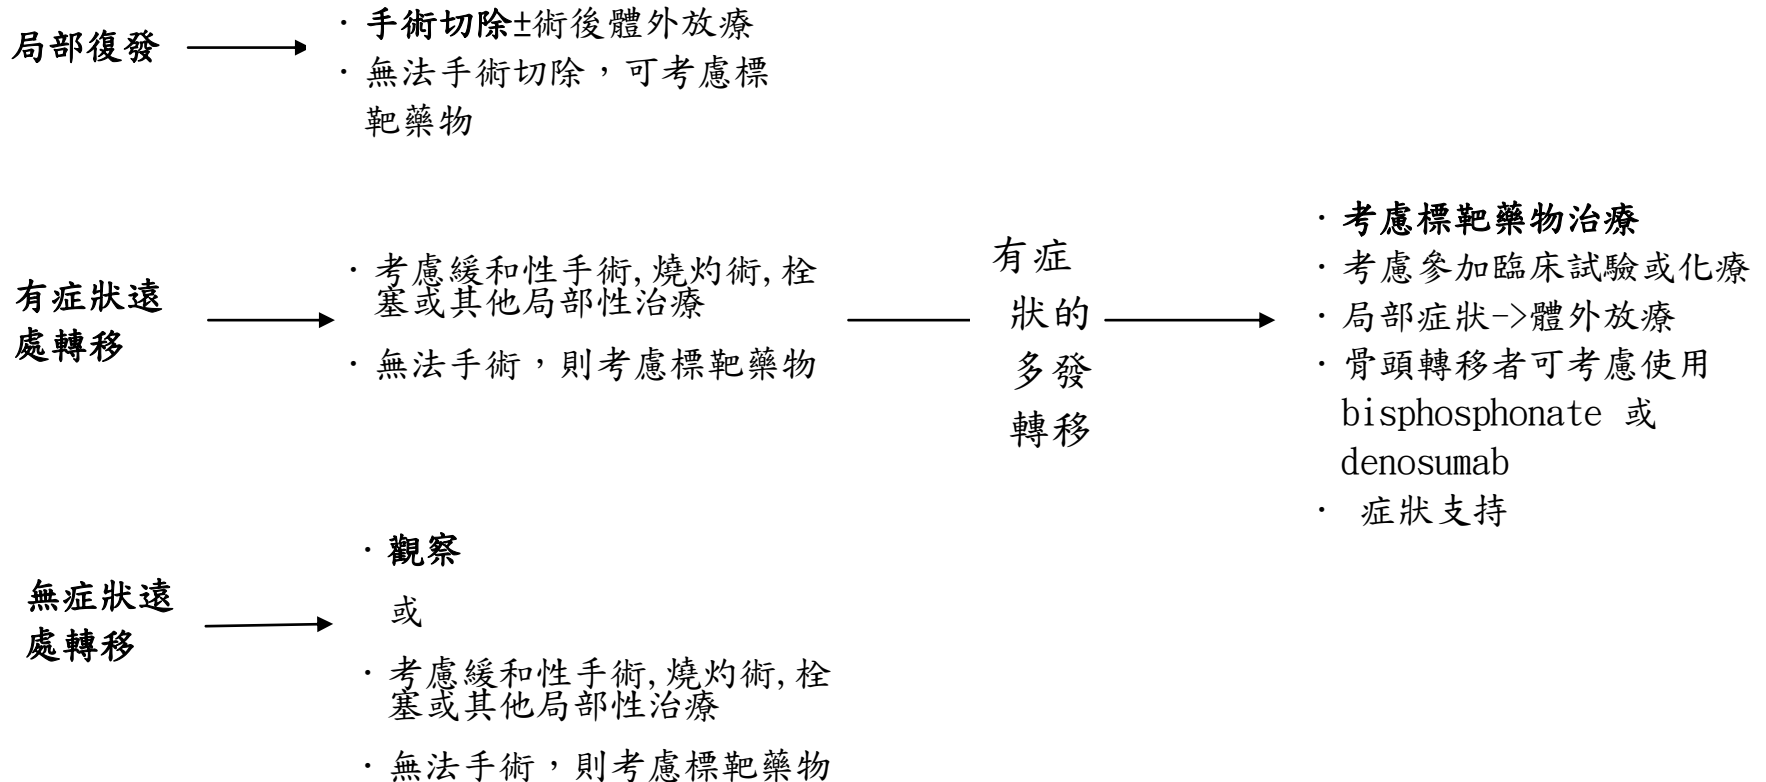 局部復發
· 手術切除±術後體外放療
· 無法手術切除，可考慮標
靶藥物
有症狀遠
處轉移
· 考慮緩和性手術,燒灼術,栓
塞或其他局部性治療
· 無法手術，則考慮標靶藥物
有症
狀的
多發
轉移
· 考慮標靶藥物治療
· 考慮參加臨床試驗或化療
· 局部症狀->體外放療
· 骨頭轉移者可考慮使用
bisphosphonate 或
denosumab
· 症狀支持
無症狀遠
處轉移
· 觀察
或
· 考慮緩和性手術,燒灼術,栓
塞或其他局部性治療
· 無法手術，則考慮標靶藥物